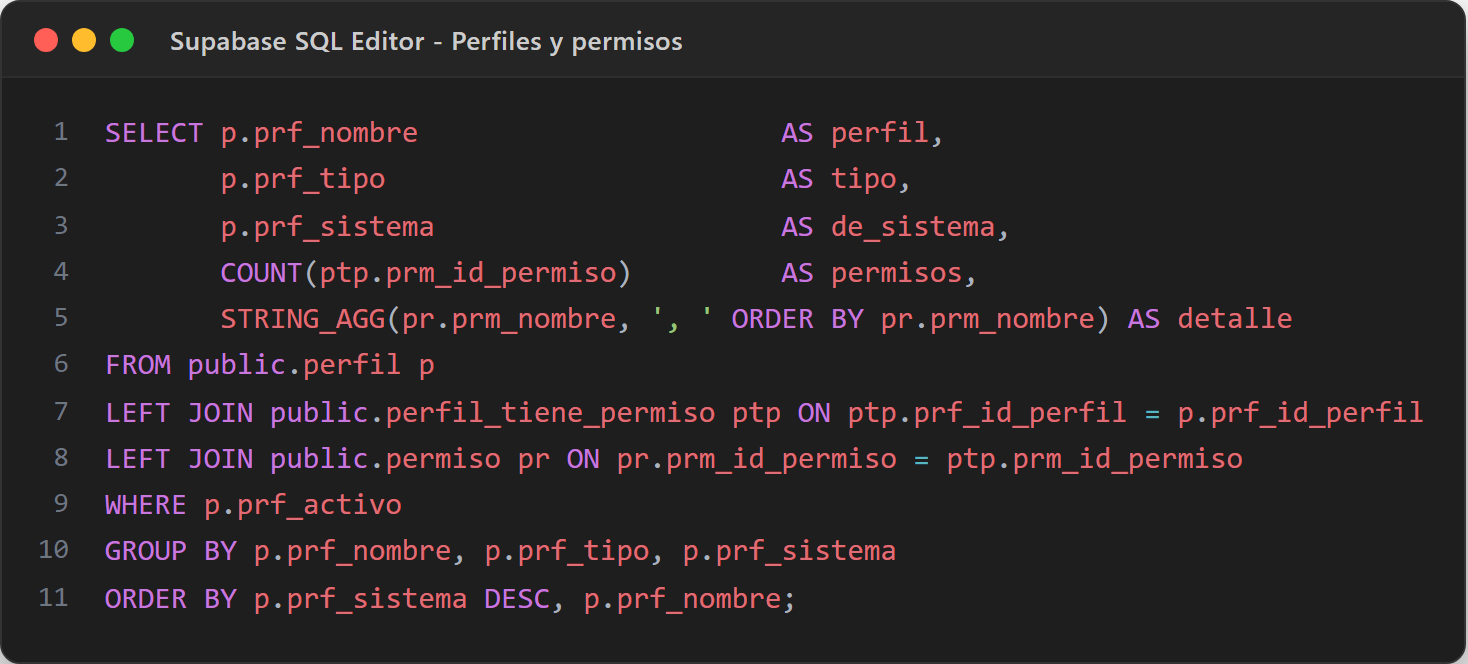 Supabase SQL Editor - Perfiles y permisos
1 SELECT p.prf_nombre                      AS perfil,
2        p.prf_tipo                        AS tipo,
3        p.prf_sistema                     AS de_sistema,
4        COUNT(ptp.prm_id_permiso)         AS permisos,
5        STRING_AGG(pr.prm_nombre, ', ' ORDER BY pr.prm_nombre) AS detalle
6 FROM public.perfil p
7 LEFT JOIN public.perfil_tiene_permiso ptp ON ptp.prf_id_perfil = p.prf_id_perfil
8 LEFT JOIN public.permiso pr ON pr.prm_id_permiso = ptp.prm_id_permiso
9 WHERE p.prf_activo
10 GROUP BY p.prf_nombre, p.prf_tipo, p.prf_sistema
11 ORDER BY p.prf_sistema DESC, p.prf_nombre;